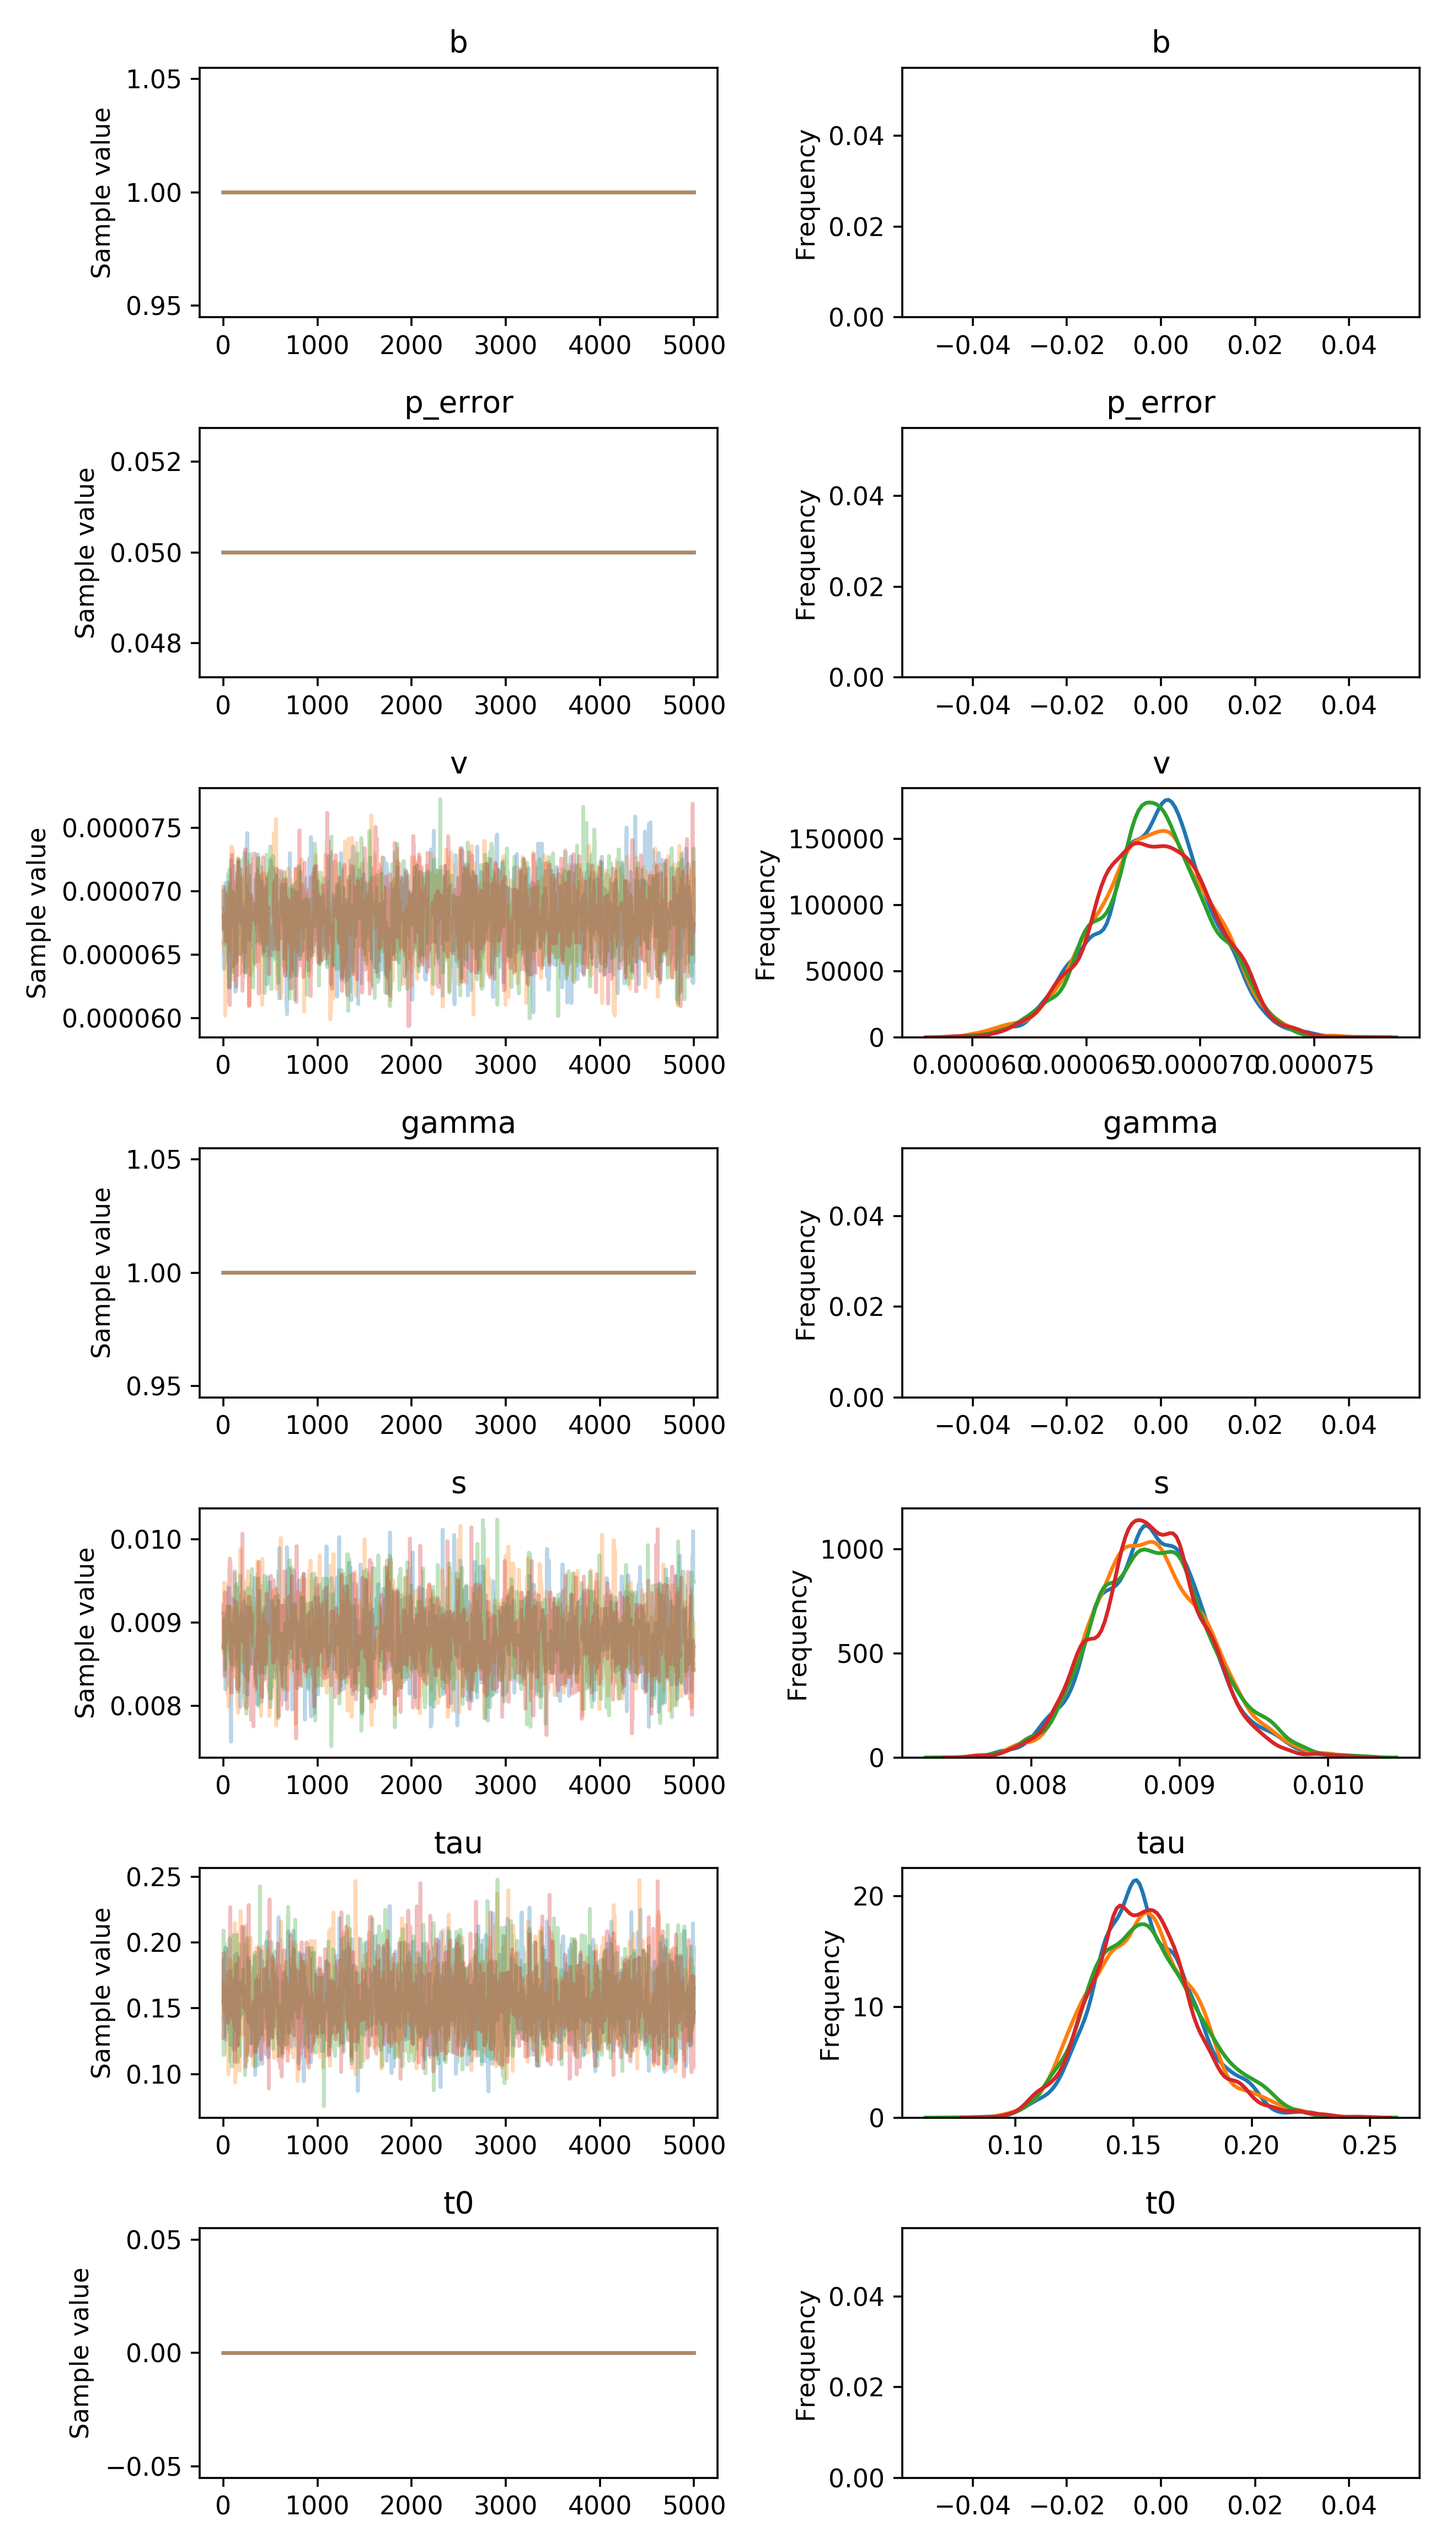 b
b
Sample value
1.05
1.00
0.95
0 1000 2000 3000 4000 5000
Frequency
0.04
0.02
0.00
−0.04 −0.02 0.00 0.02 0.04
p_error
p_error
Sample value
0.052
0.050
0.048
0 1000 2000 3000 4000 5000
Frequency
0.04
0.02
0.00
−0.04 −0.02 0.00 0.02 0.04
v
v
Sample value
0.000075
0.000070
0.000065
0.000060
0 1000 2000 3000 4000 5000
Frequency
150000
100000
50000
0
0.000060 0.000065 0.000070 0.000075
gamma
gamma
Sample value
1.05
1.00
0.95
0 1000 2000 3000 4000 5000
Frequency
0.04
0.02
0.00
−0.04 −0.02 0.00 0.02 0.04
s
s
Sample value
0.010
0.009
0.008
0 1000 2000 3000 4000 5000
Frequency
1000
500
0
0.008 0.009 0.010
tau
tau
Sample value
0.25
0.20
0.15
0.10
0 1000 2000 3000 4000 5000
Frequency
20
10
0
0.10 0.15 0.20 0.25
t0
t0
Sample value
0.05
0.00
−0.05
0 1000 2000 3000 4000 5000
Frequency
0.04
0.02
0.00
−0.04 −0.02 0.00 0.02 0.04